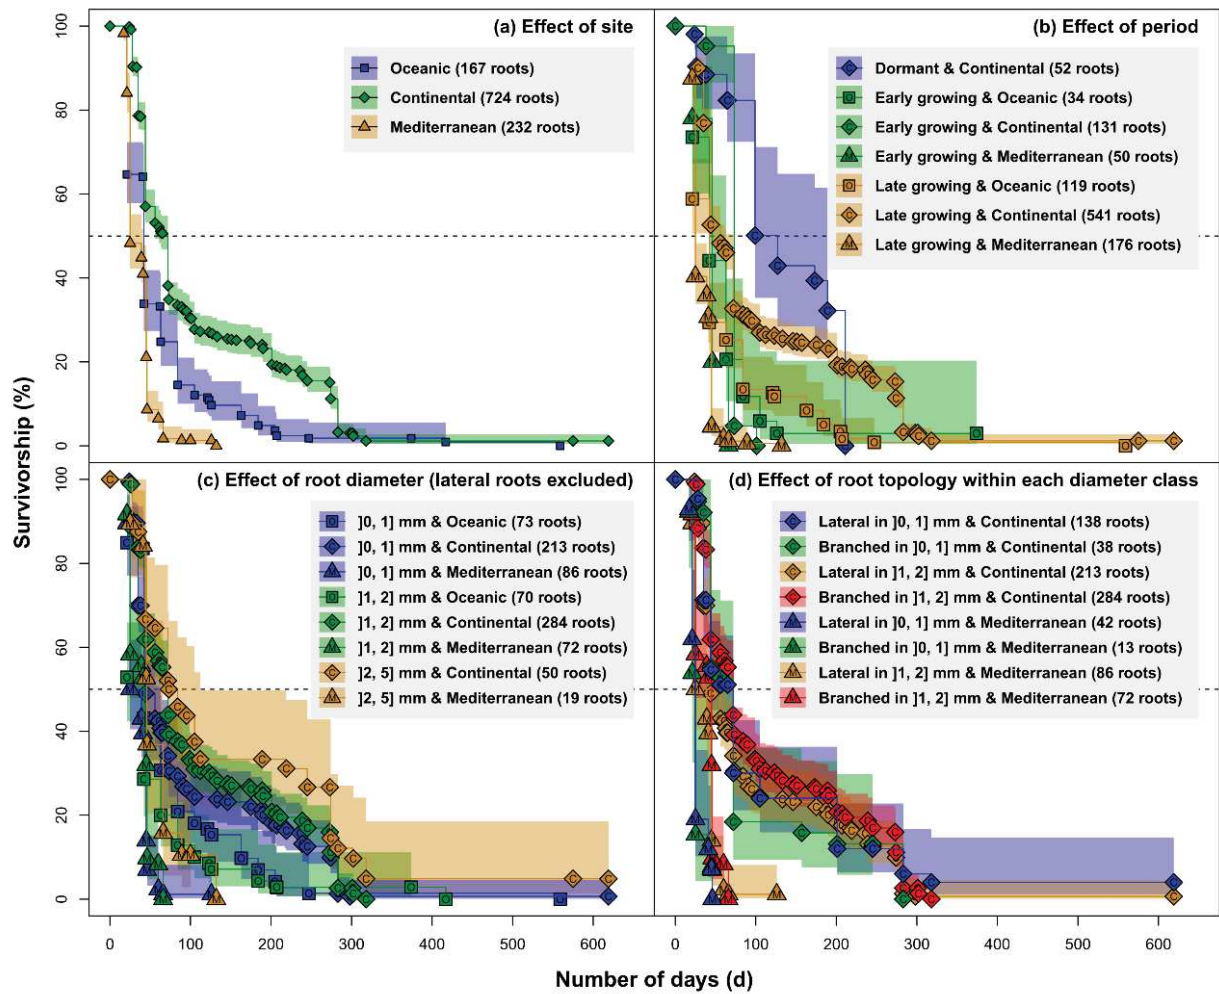 (a) Effect of site
Oceanic (167 roots)
Continental (724 roots)
Mediterranean (232 roots)
(b) Effect of period
Dormant & Continental (52 roots)
Early growing & Oceanic (34 roots)
Early growing & Continental (131 roots)
Early growing & Mediterranean (50 roots)
Late growing & Oceanic (119 roots)
Late growing & Continental (541 roots)
Late growing & Mediterranean (176 roots)
(c) Effect of root diameter (lateral roots excluded)
]0, 1] mm & Oceanic (73 roots)
]0, 1] mm & Continental (213 roots)
]0, 1] mm & Mediterranean (86 roots)
]1, 2] mm & Oceanic (70 roots)
]1, 2] mm & Continental (284 roots)
]1, 2] mm & Mediterranean (72 roots)
]2, 5] mm & Continental (50 roots)
]2, 5] mm & Mediterranean (19 roots)
(d) Effect of root topology within each diameter class
Lateral in ]0, 1] mm & Continental (138 roots)
Branched in ]0, 1] mm & Continental (38 roots)
Lateral in ]1, 2] mm & Continental (213 roots)
Branched in ]1, 2] mm & Continental (284 roots)
Lateral in ]0, 1] mm & Mediterranean (42 roots)
Branched in ]0, 1] mm & Mediterranean (13 roots)
Lateral in ]1, 2] mm & Mediterranean (86 roots)
Branched in ]1, 2] mm & Mediterranean (72 roots)
Survivorship (%)
100
80
60
40
20
0
100
80
60
40
20
0
0 100 200 300 400 500 600
0 100 200 300 400 500 600
Number of days (d)